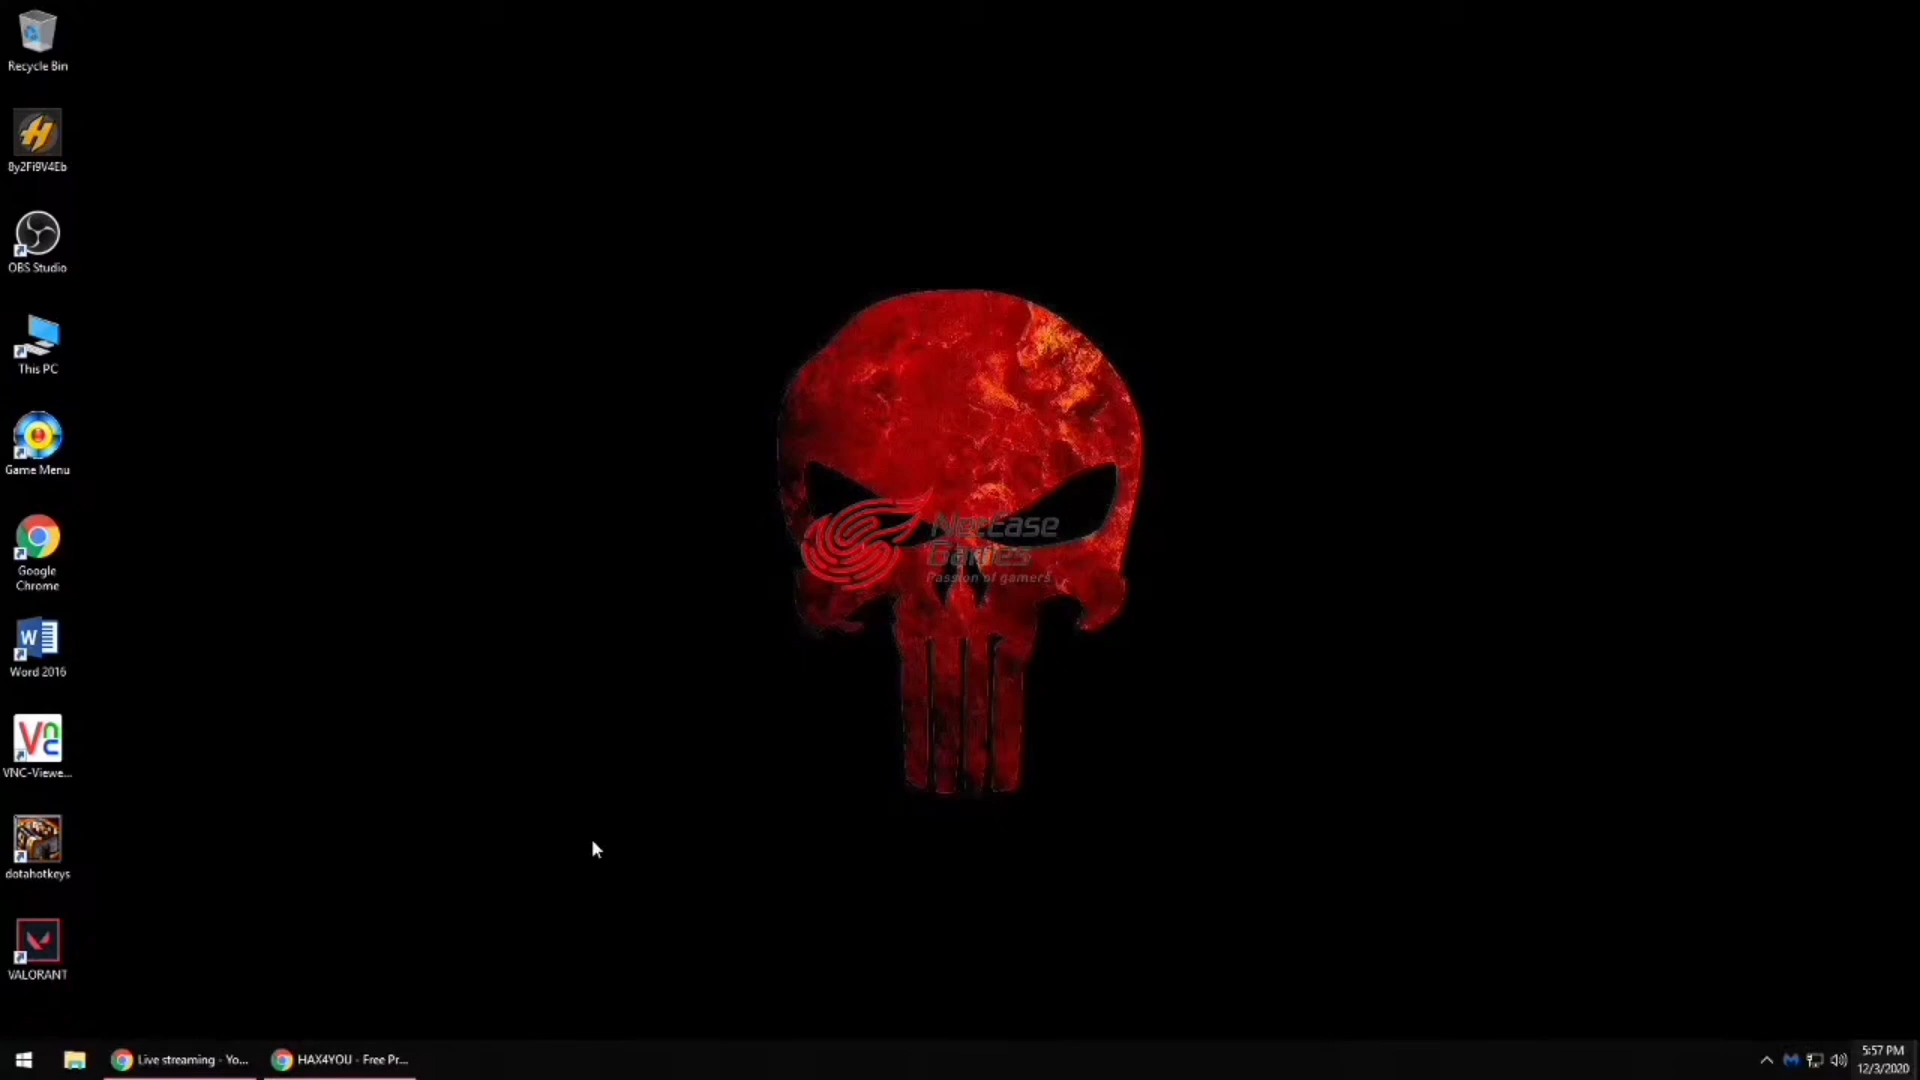 Recycle Bin
8y2Fi9V4Eb
OBS Studio
This PC
Game Menu
Google
Chrome
Word 2016
VNC-Viewe...
dotahotkeys
VALORANT
NetEase
Games
Passion of gamers
Live streaming - Yo...
HAX4YOU - Free Pr...
5:57 PM
12/3/2020